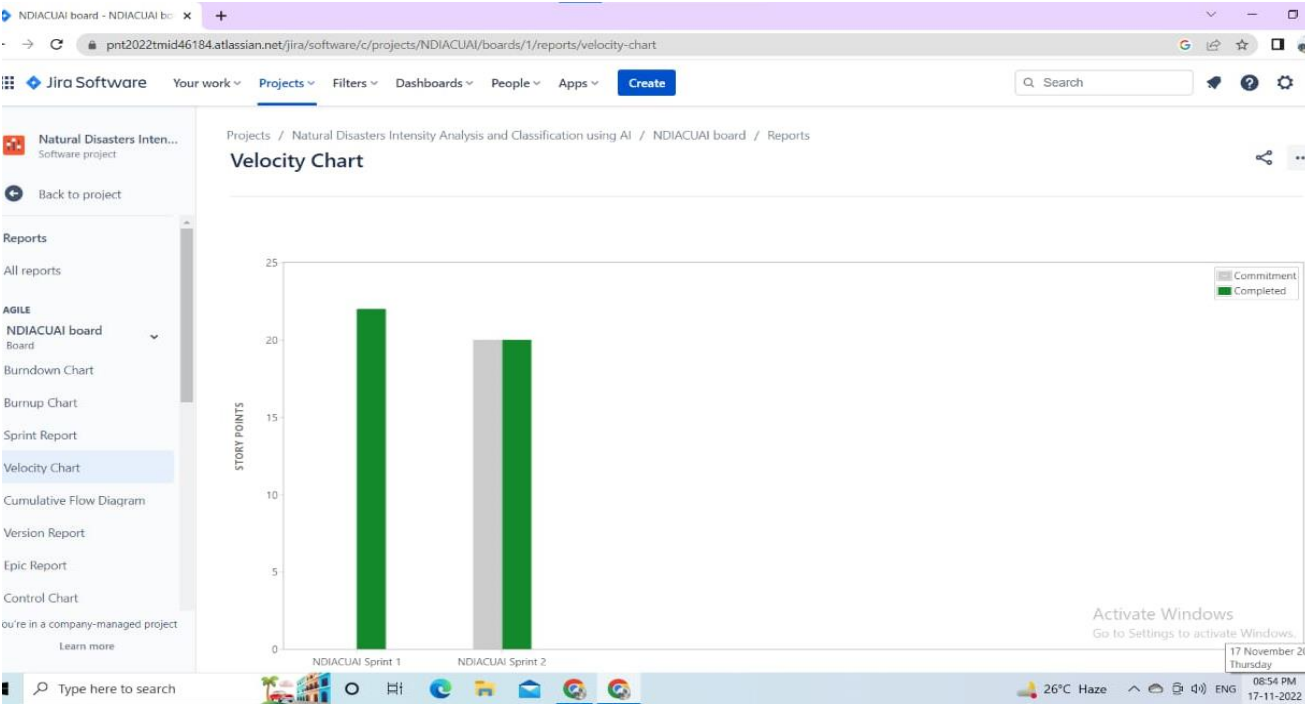 NDIACUAI board - NDIACUAI bo
pnt2022tmid46184.atlassian.net/jira/software/c/projects/NDIACUAI/boards/1/reports/velocity-chart
Jira Software Your work Projects Filters Dashboards People Apps Create Search
Natural Disasters Inten...
Software project
Back to project
Reports
All reports
AGILE
NDIACUAI board
Board
Burndown Chart
Burnup Chart
Sprint Report
Velocity Chart
Cumulative Flow Diagram
Version Report
Epic Report
Control Chart
ou're in a company-managed project
Learn more
Projects / Natural Disasters Intensity Analysis and Classification using AI / NDIACUAI board / Reports
Velocity Chart
25
20
15
10
5
0
STORY POINTS
Commitment
Completed
NDIACUAI Sprint 1 NDIACUAI Sprint 2
Activate Windows
Go to Settings to activate Windows.
17 November 20
Thursday
Type here to search
26°C Haze
ENG
08:54 PM
17-11-2022